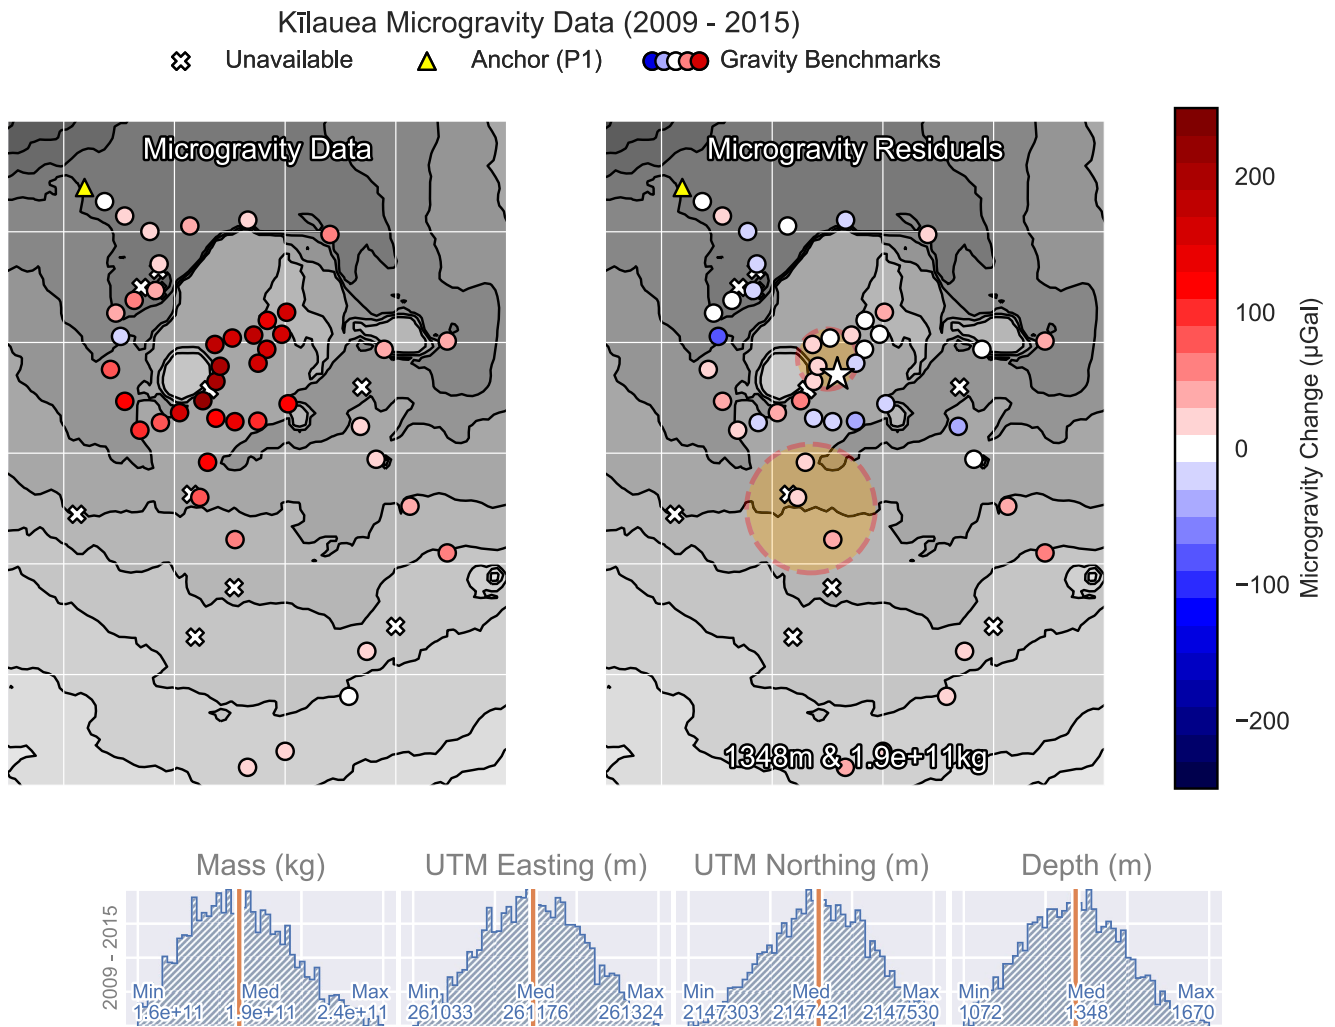 Kīlauea Microgravity Data (2009 - 2015)
Unavailable Anchor (P1) Gravity Benchmarks
Microgravity Data
Microgravity Residuals
1348m & 1.9e+11kg
200
100
0
−100
−200
Microgravity Change (μGal)
Mass (kg) UTM Easting (m) UTM Northing (m) Depth (m)
2009 - 2015
Min Med Max Min Med Max Min Med Max Min Med Max
1.6e+11 1.9e+11 2.4e+11 261033 261176 261324 2147303 2147421 2147530 1072 1348 1670